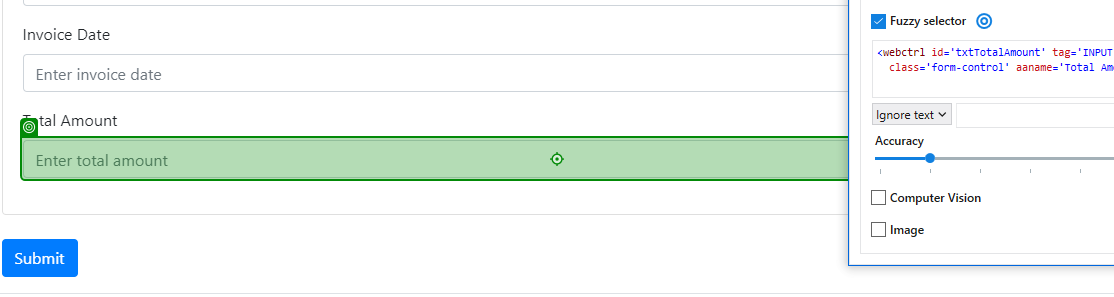 Invoice Date
Enter invoice date
Total Amount
Enter total amount
Submit
Fuzzy selector
<webctrl id='txtTotalAmount' tag='INPUT
class='form-control' aaname='Total Am
Ignore text
Accuracy
Computer Vision
Image